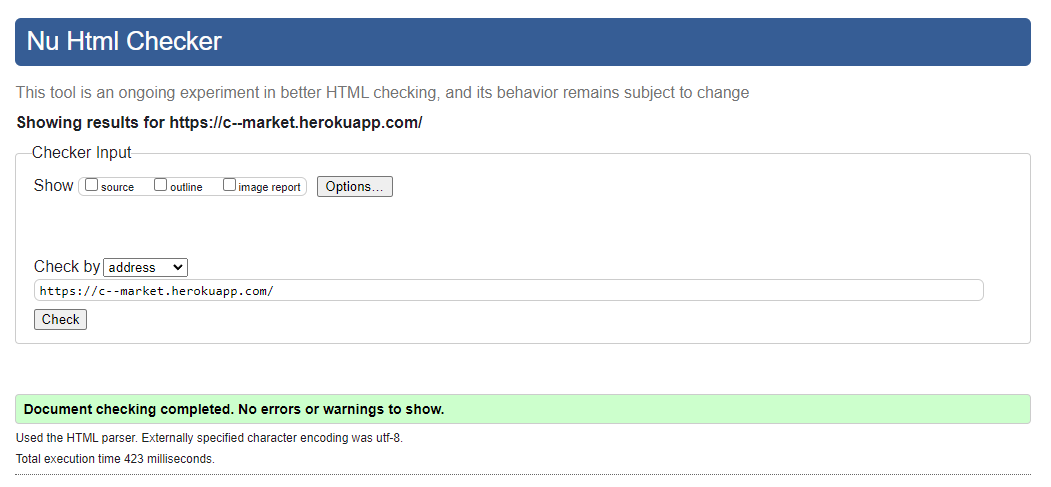 Nu Html Checker
This tool is an ongoing experiment in better HTML checking, and its behavior remains subject to change
Showing results for https://c--market.herokuapp.com/
Checker Input
Show source outline image report Options...
Check by address
https://c--market.herokuapp.com/
Check
Document checking completed. No errors or warnings to show.
Used the HTML parser. Externally specified character encoding was utf-8.
Total execution time 423 milliseconds.